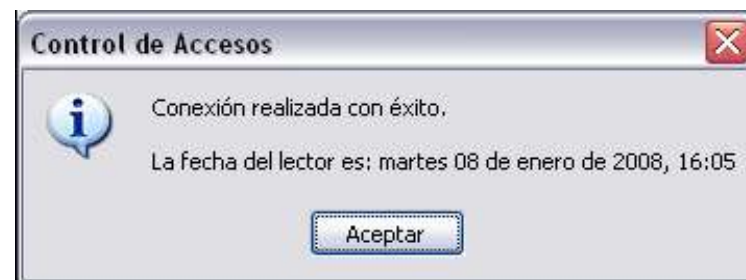 Control de Accesos
Conexión realizada con éxito.
La fecha del lector es: martes 08 de enero de 2008, 16:05
Aceptar